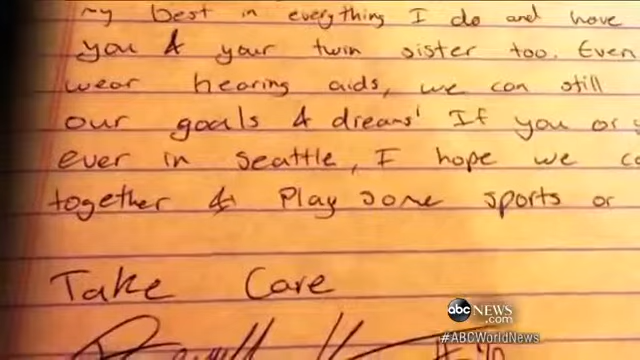 my best in everything I do and have
you & your twin sister too. Even
wear hearing aids, we can still
our goals & dreams! If you or
ever in Seattle, I hope we
together & Play some sports or
Take Care
abc NEWS
.com
#ABCWorldNews